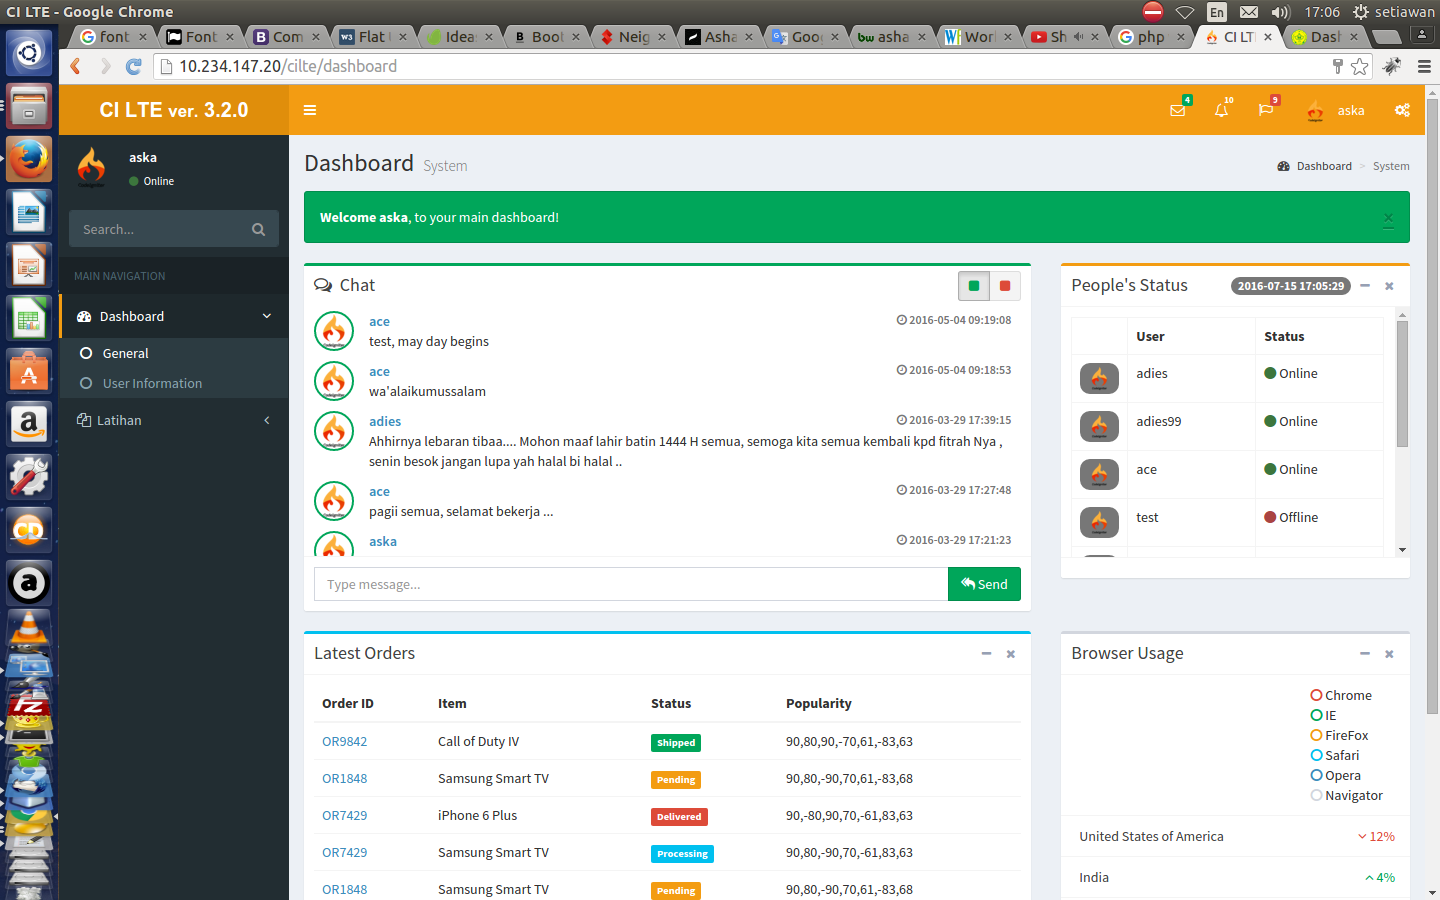 CI LTE - Google Chrome
En
17:06
setiawan
font
Font
Com
Flat
Idea
Boot
Neig
Asha
Goog
asha
Wor
Sh
php
CI LT
Dash
10.234.147.20/cilte/dashboard
CI LTE ver. 3.2.0
4
10
9
aska
aska
Online
Search...
MAIN NAVIGATION
Dashboard
General
User Information
Latihan
Dashboard System
Dashboard > System
Welcome aska, to your main dashboard!
×
Chat
ace
2016-05-04 09:19:08
test, may day begins
ace
2016-05-04 09:18:53
wa'alaikumussalam
adies
2016-03-29 17:39:15
Ahhirnya lebaran tibaa.... Mohon maaf lahir batin 1444 H semua, semoga kita semua kembali kpd fitrah Nya ,
senin besok jangan lupa yah halal bi halal ..
ace
2016-03-29 17:27:48
pagii semua, selamat bekerja ...
aska
2016-03-29 17:21:23
Type message...
Send
People's Status
2016-07-15 17:05:29
User Status
adies Online
adies99 Online
ace Online
test Offline
Latest Orders
Order ID Item Status Popularity
OR9842 Call of Duty IV Shipped 90,80,90,-70,61,-83,63
OR1848 Samsung Smart TV Pending 90,80,-90,70,61,-83,68
OR7429 iPhone 6 Plus Delivered 90,-80,90,70,-61,83,63
OR7429 Samsung Smart TV Processing 90,80,-90,70,-61,83,63
OR1848 Samsung Smart TV Pending 90,80,-90,70,61,-83,68
Browser Usage
Chrome
IE
FireFox
Safari
Opera
Navigator
United States of America 12%
India 4%